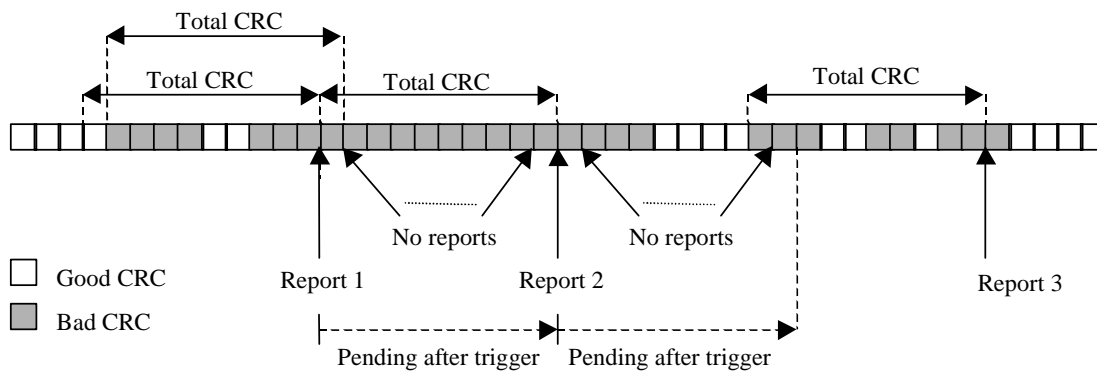 Total CRC
Total CRC
Total CRC
Total CRC
No reports
No reports
Good CRC
Bad CRC
Report 1
Report 2
Report 3
Pending after trigger
Pending after trigger